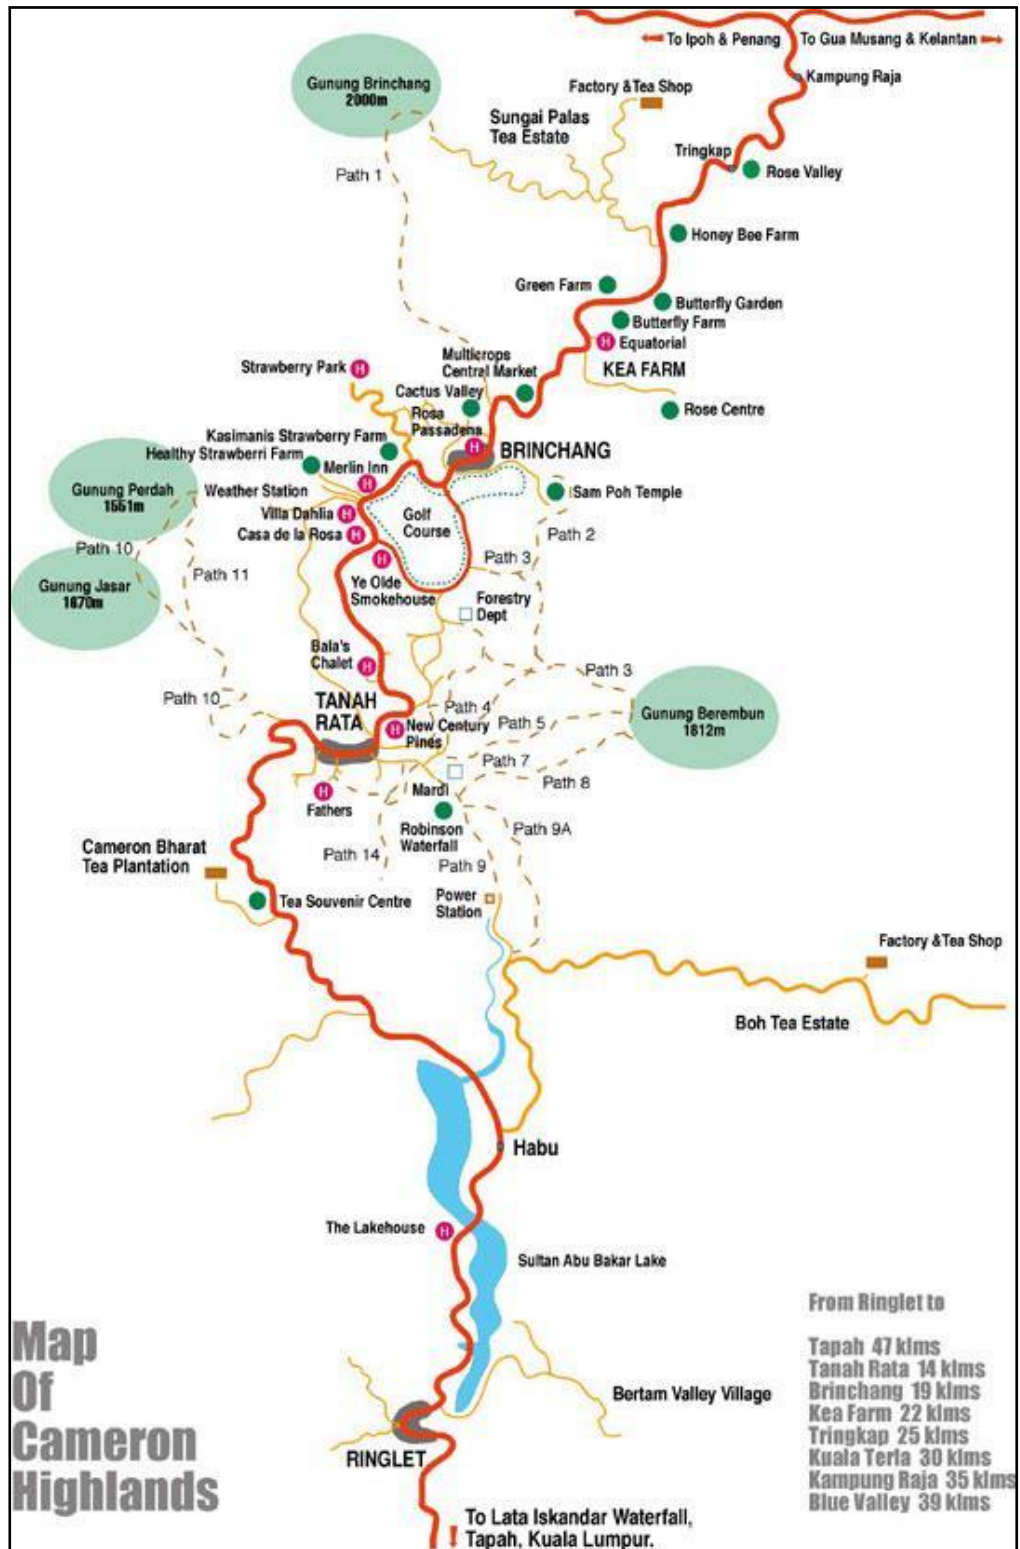 To Ipoh & Penang
To Gua Musang & Kelantan
Kampung Raja
Gunung Brinchang
2000m
Factory &Tea Shop
Sungai Palas
Tea Estate
Tringkap
Rose Valley
Path 1
Honey Bee Farm
Green Farm
Butterfly Garden
Butterfly Farm
H Equatorial
KEA FARM
Multicrops
Central Market
Strawberry Park H
Cactus Valley
Rose Centre
Rosa
Passadena
H
BRINCHANG
Kasimanis Strawberry Farm
Healthy Strawberri Farm
Merlin Inn
H
Gunung Perdah
1551m
Weather Station
Sam Poh Temple
Villa Dahlia H
Golf
Course
Casa de la Rosa H
Path 2
Path 10
Path 3
H
Path 11
Gunung Jasar
1670m
Ye Olde
Smokehouse
Forestry
Dept
Bala's
Chalet H
Path 3
Path 10
TANAH
RATA
Path 4
Gunung Berembun
1812m
H New Century
Pines
Path 5
Path 7
Path 8
Mardi
H
Fathers
Robinson
Waterfall
Path 9A
Cameron Bharat
Tea Plantation
Path 14
Path 9
Tea Souvenir Centre
Power
Station
Factory &Tea Shop
Boh Tea Estate
Habu
The Lakehouse H
Sultan Abu Bakar Lake
Bertam Valley Village
RINGLET
To Lata Iskandar Waterfall,
Tapah, Kuala Lumpur.
Map
Of
Cameron
Highlands
From Ringlet to
Tapah 47 klms
Tanah Rata 14 klms
Brinchang 19 klms
Kea Farm 22 klms
Tringkap 25 klms
Kuala Terla 30 klms
Kampung Raja 35 klms
Blue Valley 39 klms